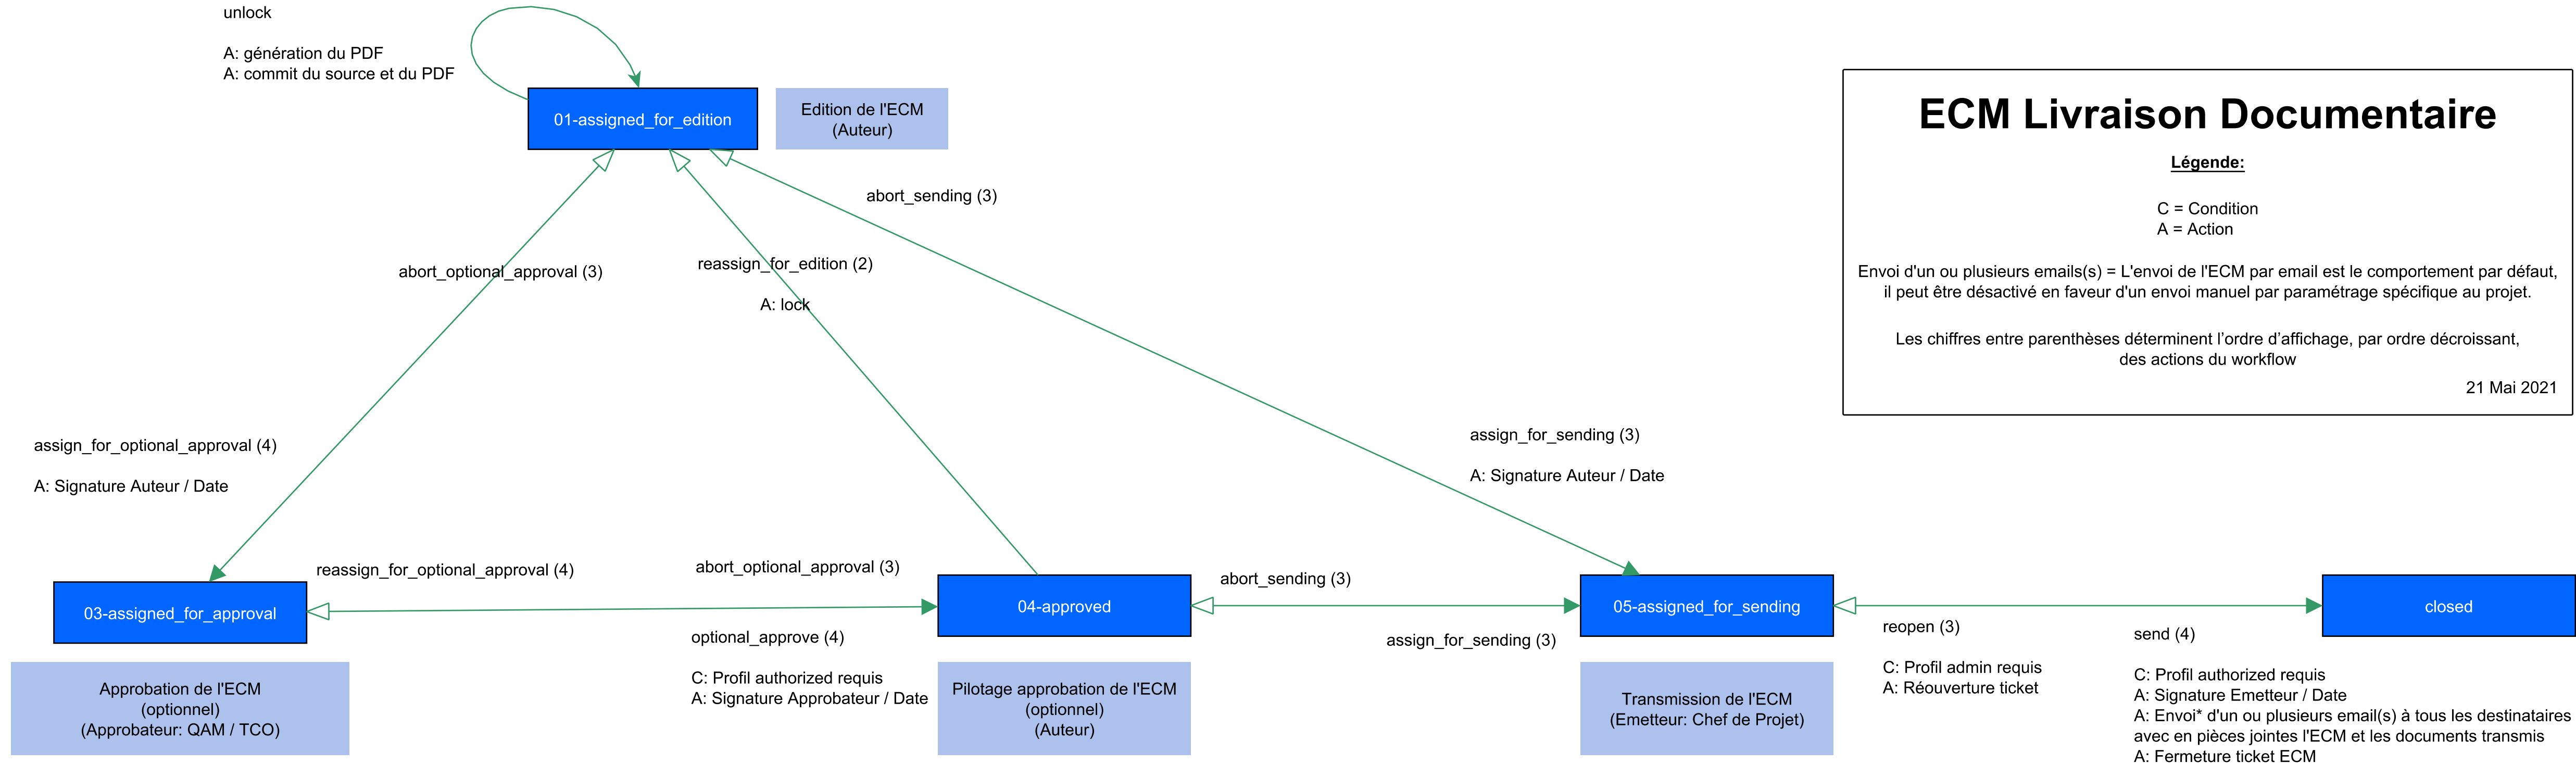 unlock
A: génération du PDF
A: commit du source et du PDF
01-assigned_for_edition
Edition de l'ECM
(Auteur)
ECM Livraison Documentaire
Légende:
C = Condition
A = Action
Envoi d'un ou plusieurs emails(s) = L'envoi de l'ECM par email est le comportement par défaut,
il peut être désactivé en faveur d'un envoi manuel par paramétrage spécifique au projet.
Les chiffres entre parenthèses déterminent l’ordre d’affichage, par ordre décroissant,
des actions du workflow
21 Mai 2021
abort_sending (3)
abort_optional_approval (3)
reassign_for_edition (2)
A: lock
assign_for_optional_approval (4)
A: Signature Auteur / Date
assign_for_sending (3)
A: Signature Auteur / Date
03-assigned_for_approval
reassign_for_optional_approval (4)
abort_optional_approval (3)
optional_approve (4)
C: Profil authorized requis
A: Signature Approbateur / Date
04-approved
abort_sending (3)
assign_for_sending (3)
05-assigned_for_sending
reopen (3)
C: Profil admin requis
A: Réouverture ticket
send (4)
C: Profil authorized requis
A: Signature Emetteur / Date
A: Envoi* d'un ou plusieurs email(s) à tous les destinataires
avec en pièces jointes l'ECM et les documents transmis
A: Fermeture ticket ECM
closed
Approbation de l'ECM
(optionnel)
(Approbateur: QAM / TCO)
Pilotage approbation de l'ECM
(optionnel)
(Auteur)
Transmission de l'ECM
(Emetteur: Chef de Projet)